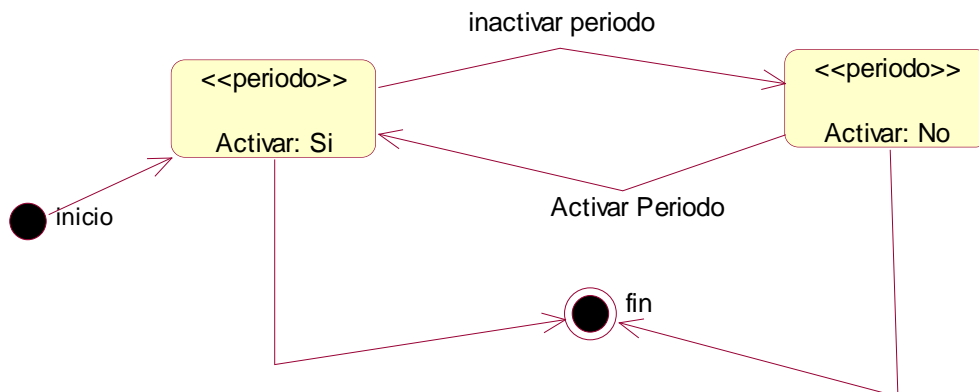 inactivar periodo
<<periodo>>
Activar: Si
<<periodo>>
Activar: No
Activar Periodo
inicio
fin